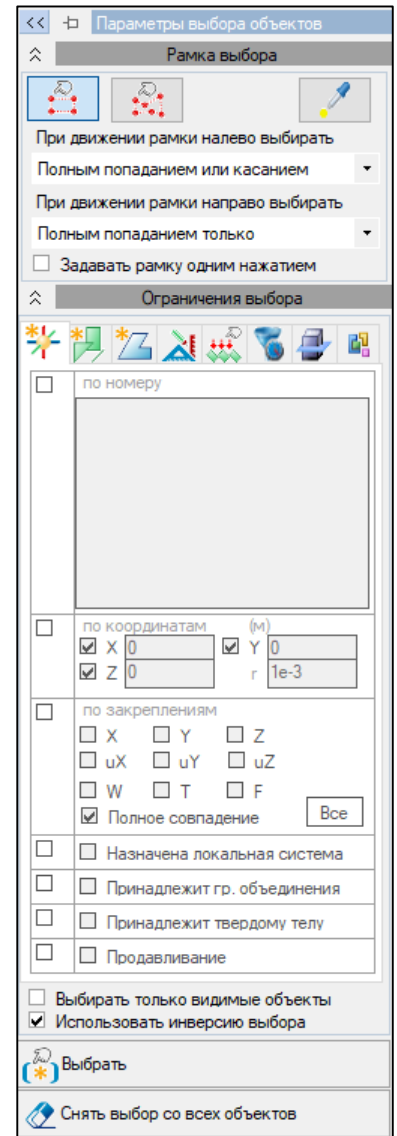 << Параметры выбора объектов
Рамка выбора
При движении рамки налево выбирать
Полным попаданием или касанием
При движении рамки направо выбирать
Полным попаданием только
Задавать рамку одним нажатием
Ограничения выбора
по номеру
по координатам (м)
X 0 Y 0
Z 0 r 1e-3
по закреплениям
X Y Z
uX uY uZ
W T F
Полное совпадение Все
Назначена локальная система
Принадлежит гр. объединения
Принадлежит твердому телу
Продавливание
Выбирать только видимые объекты
Использовать инверсию выбора
Выбрать
Снять выбор со всех объектов